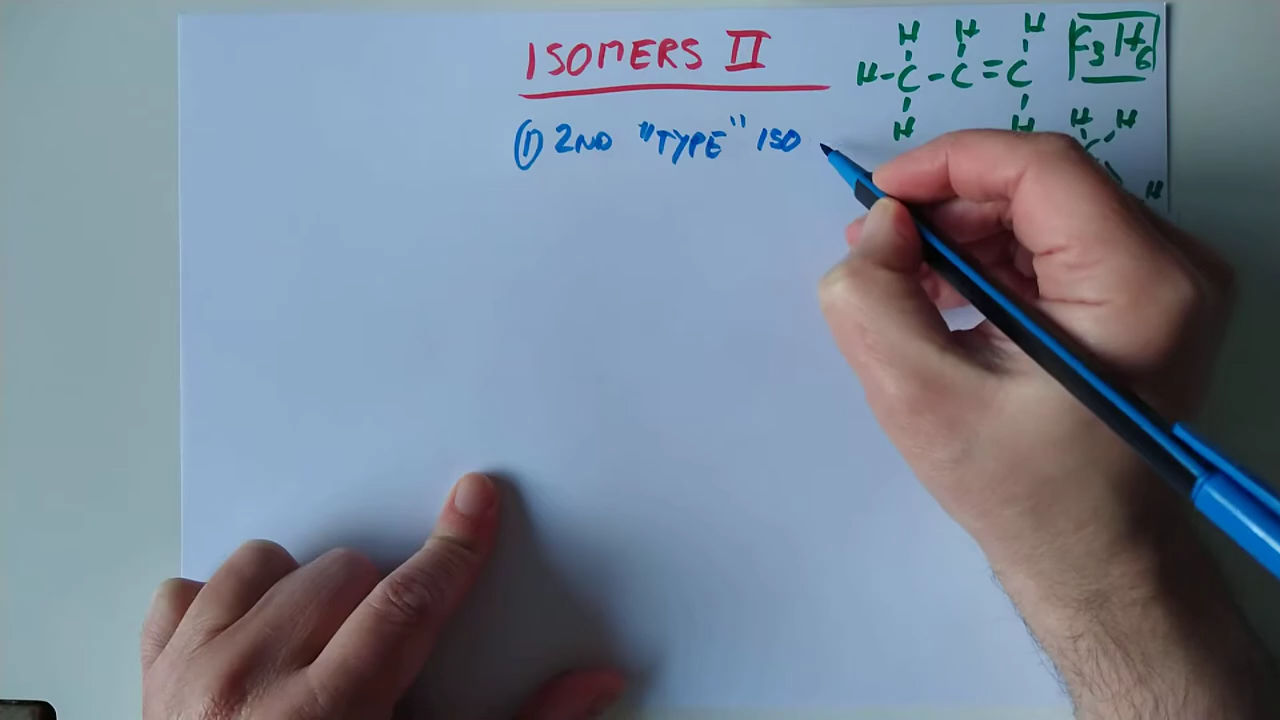 ISOMERS II
H H H
H-C-C=C
H H
C3H6
H H
C
H
① 2ND "TYPE" ISO